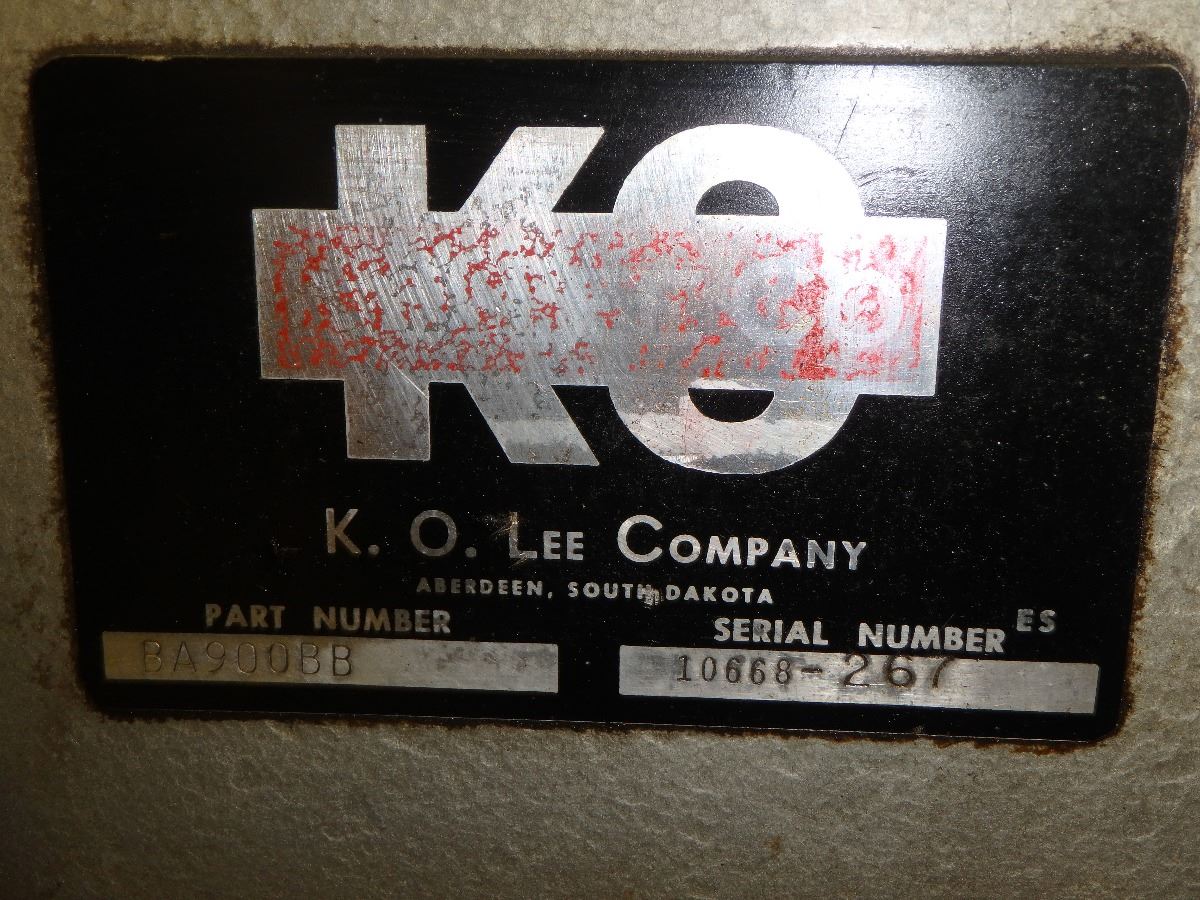 KO
K. O. LEE COMPANY
ABERDEEN, SOUTH DAKOTA
PART NUMBER
BA900BB
SERIAL NUMBER ES
10668-267